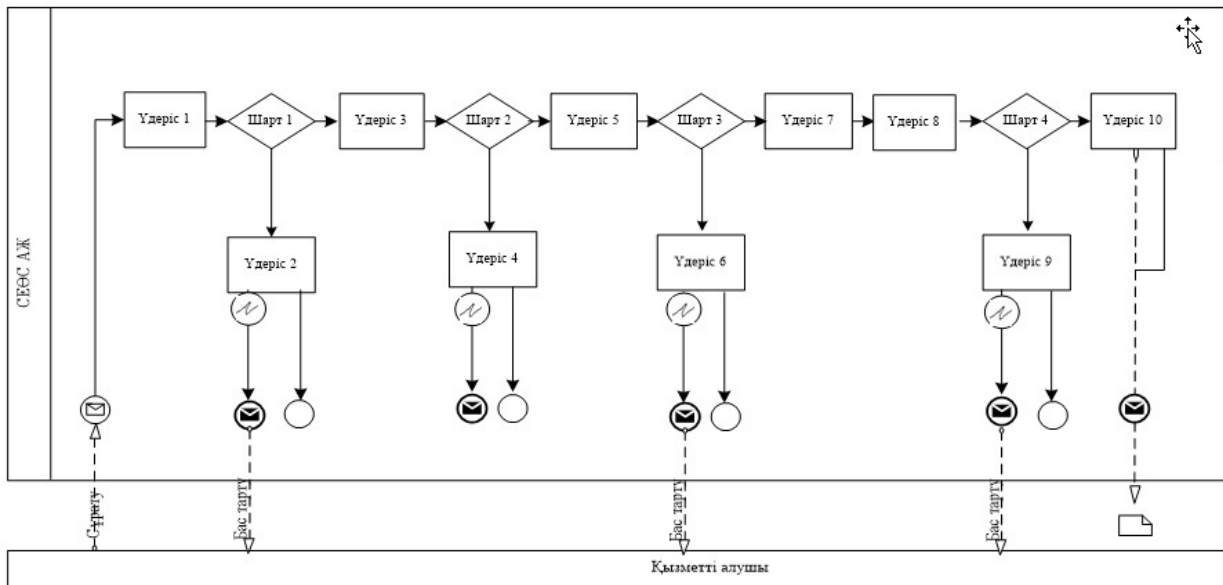 Үдеріс 1
Шарт 1
Үдеріс 3
Шарт 2
Үдеріс 5
Шарт 3
Үдеріс 7
Үдеріс 8
Шарт 4
Үдеріс 10
Үдеріс 2
Үдеріс 4
Үдеріс 6
Үдеріс 9
СЕӨС АЖ
Сұрату
Бас тарту
Бас тарту
Бас тарту
Қызметті алушы